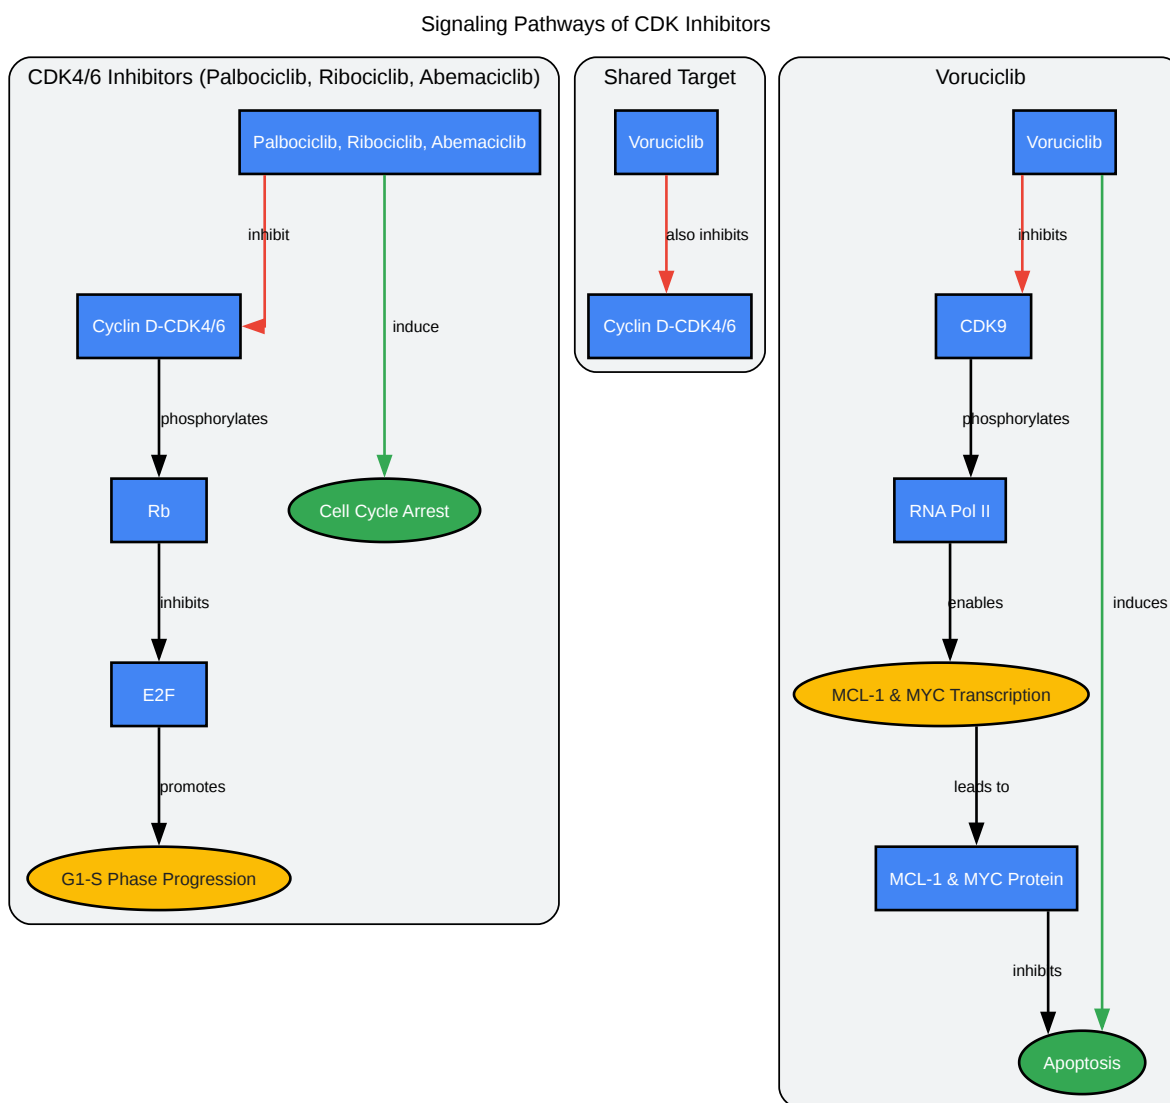 Signaling Pathways of CDK Inhibitors
CDK4/6 Inhibitors (Palbociclib, Ribociclib, Abemaciclib)
Palbociclib, Ribociclib, Abemaciclib
inhibit
Cyclin D-CDK4/6
induce
phosphorylates
Rb
Cell Cycle Arrest
inhibits
E2F
promotes
G1-S Phase Progression
Shared Target
Voruciclib
also inhibits
Cyclin D-CDK4/6
Voruciclib
Voruciclib
inhibits
CDK9
phosphorylates
RNA Pol II
enables
induces
MCL-1 & MYC Transcription
leads to
MCL-1 & MYC Protein
inhibits
Apoptosis